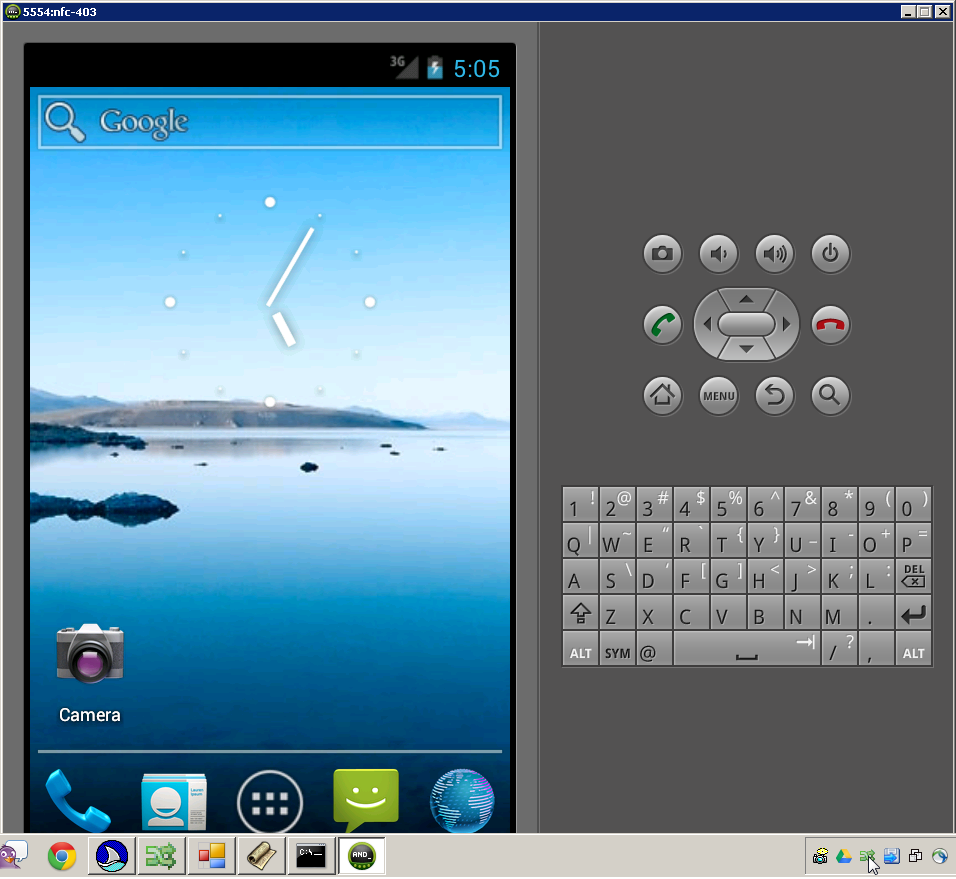 5554:nfc-403
3G 5:05
Google
Camera
MENU
1 ! 2 @ 3 # 4 $ 5 % 6 ^ 7 & 8 * 9 ( 0 )
Q | W ~ E “ R ` T { Y } U _ I - O + P =
A S \ D ‘ F [ G ] H < J > K ; L : DEL
Z X C V B N M .
ALT SYM @ / ? , ALT
C:\_
AND_